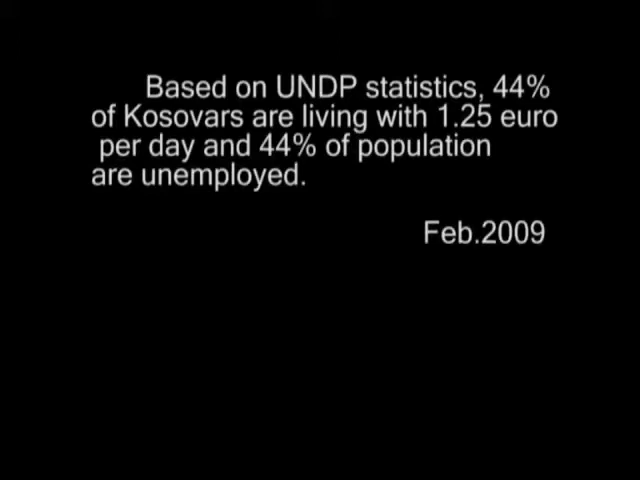 Based on UNDP statistics, 44%
of Kosovars are living with 1.25 euro
per day and 44% of population
are unemployed.
Feb.2009